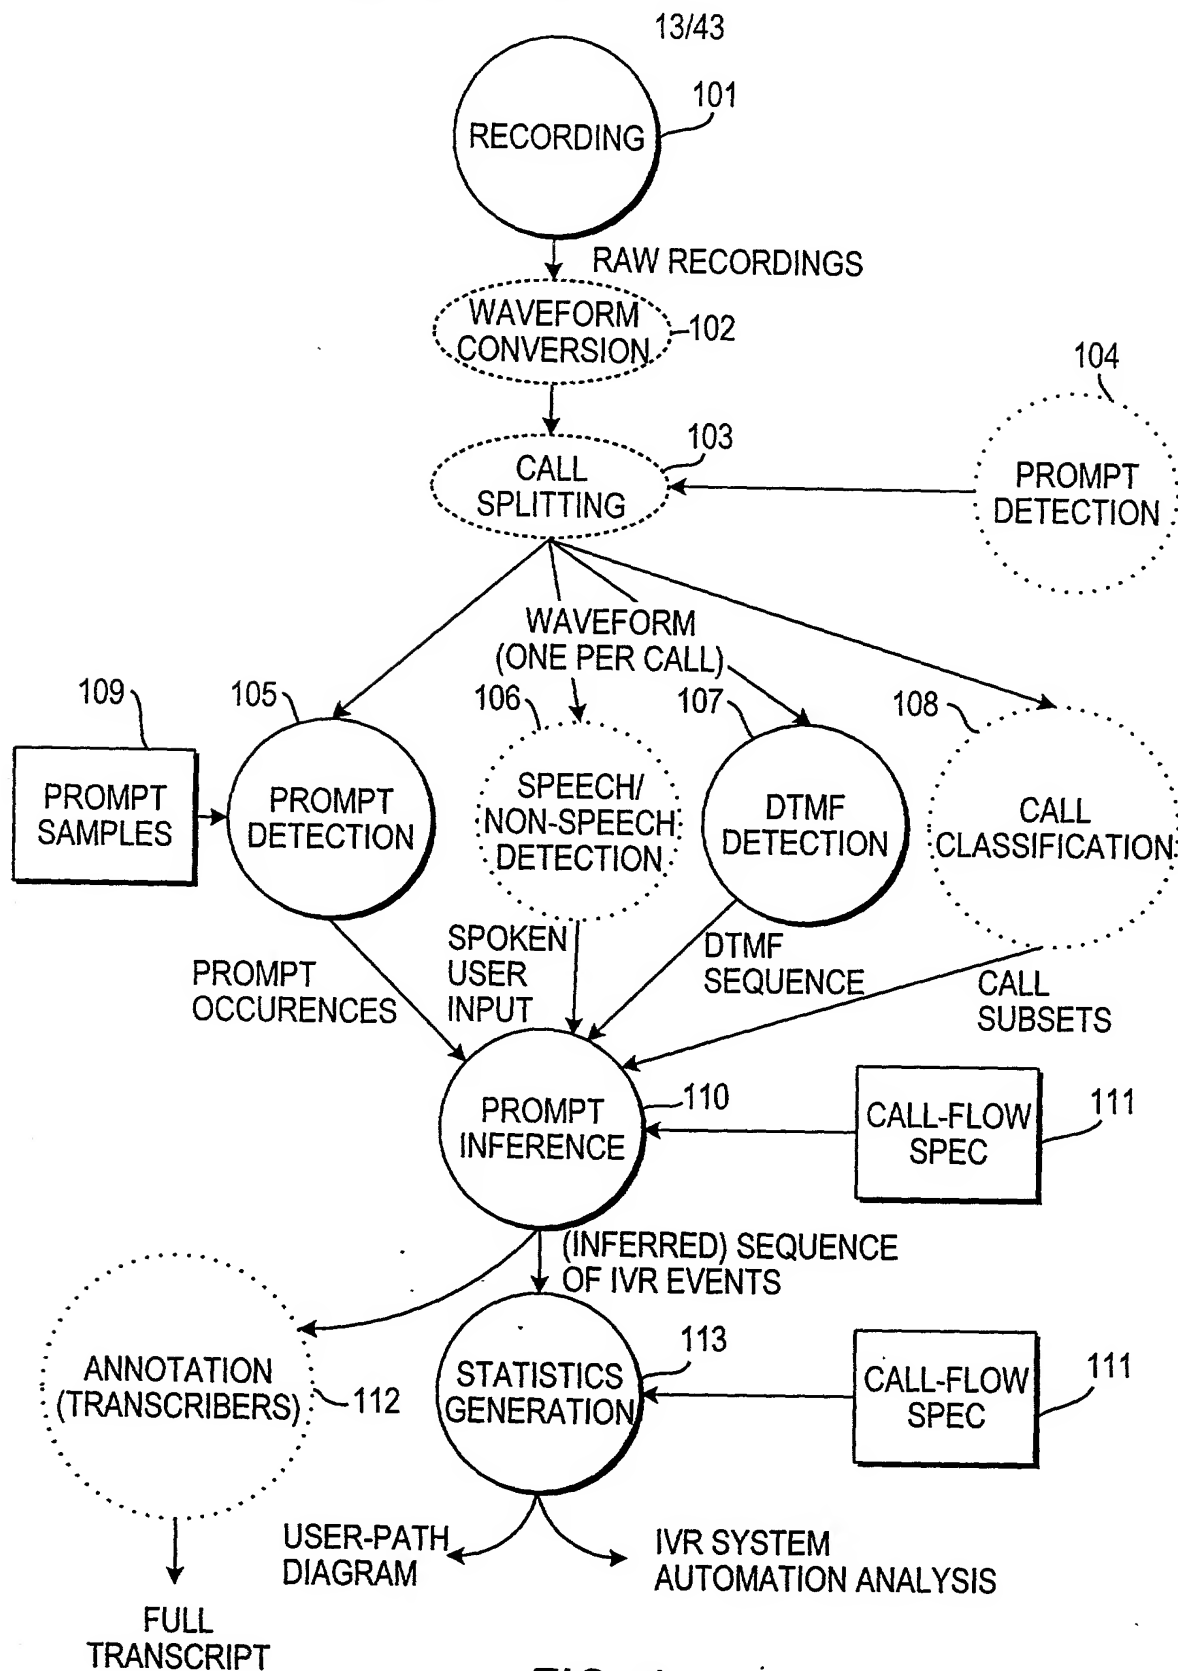 13/43
RECORDING
101
RAW RECORDINGS
WAVEFORM
CONVERSION
102
104
CALL
SPLITTING
103
PROMPT
DETECTION
WAVEFORM
(ONE PER CALL)
109
105
106
107
108
PROMPT
SAMPLES
PROMPT
DETECTION
SPEECH/
NON-SPEECH
DETECTION
DTMF
DETECTION
CALL
CLASSIFICATION
PROMPT
OCCURENCES
SPOKEN
USER
INPUT
DTMF
SEQUENCE
CALL
SUBSETS
PROMPT
INFERENCE
110
CALL-FLOW
SPEC
111
(INFERRED) SEQUENCE
OF IVR EVENTS
ANNOTATION
(TRANSCRIBERS)
112
STATISTICS
GENERATION
113
CALL-FLOW
SPEC
111
USER-PATH
DIAGRAM
IVR SYSTEM
AUTOMATION ANALYSIS
FULL
TRANSCRIPT